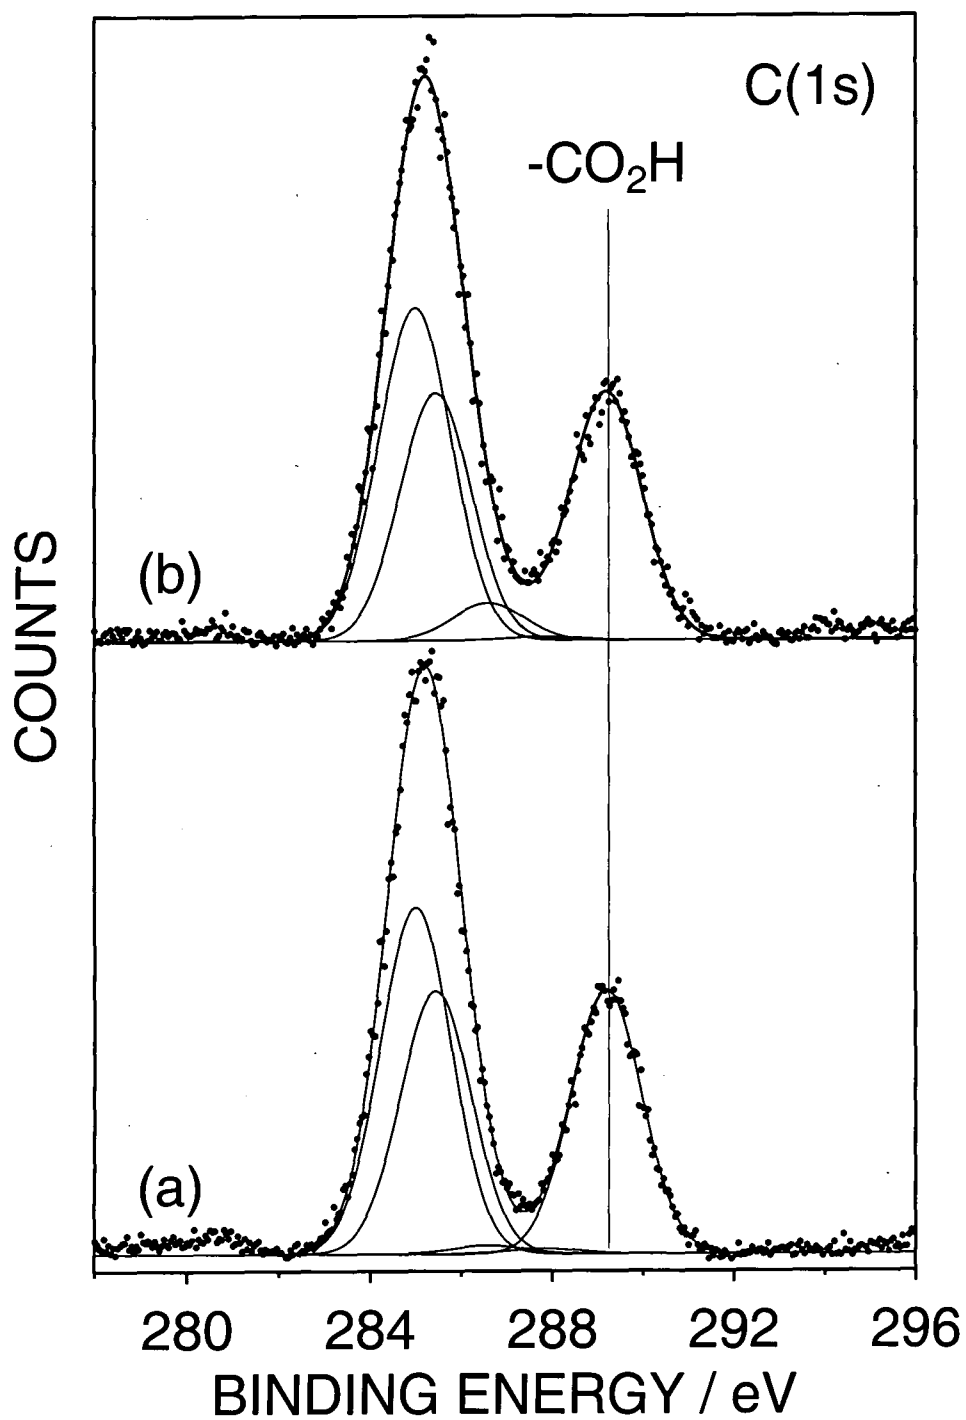 C(1s)
-CO₂H
(b)
(a)
COUNTS
280 284 288 292 296
BINDING ENERGY / eV